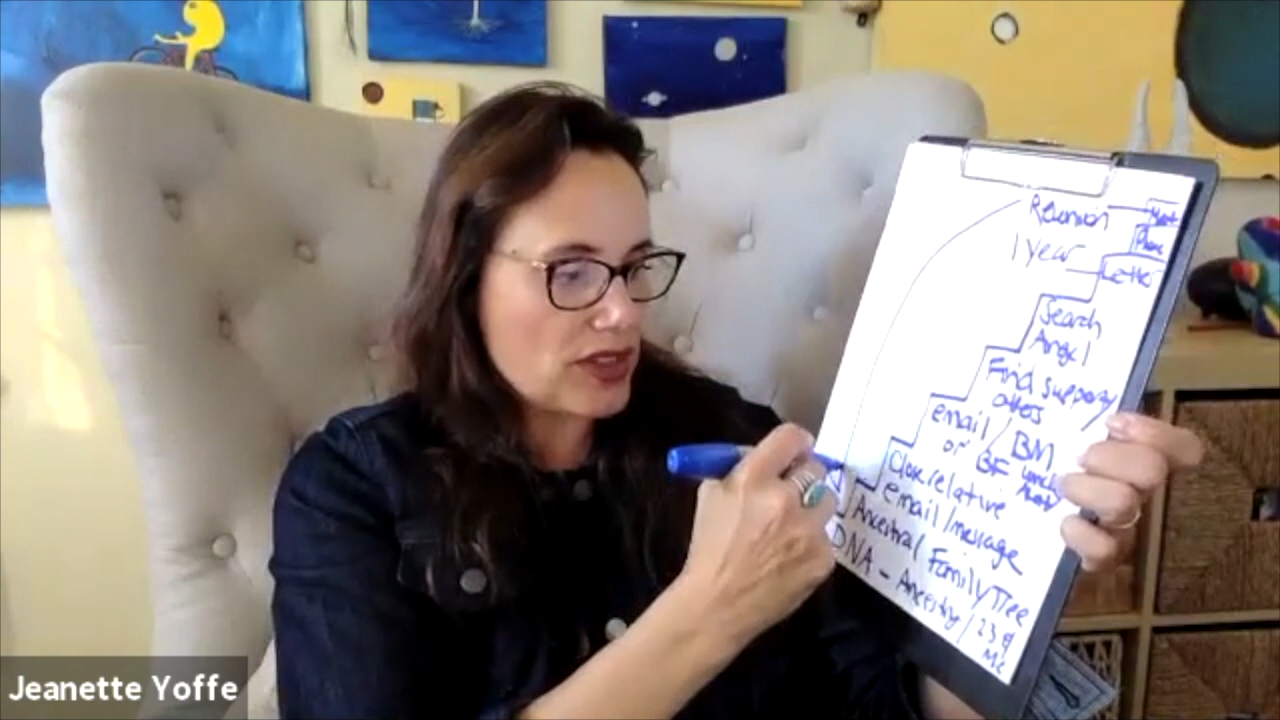 Reunion
Meet
Phone
1 year
Letter
Search
Angel
Find support
others
email / BM
or BF
Close relative
email/message
Ancestral Family Tree
DNA - Ancestry / 23 &
Me
Jeanette Yoffe